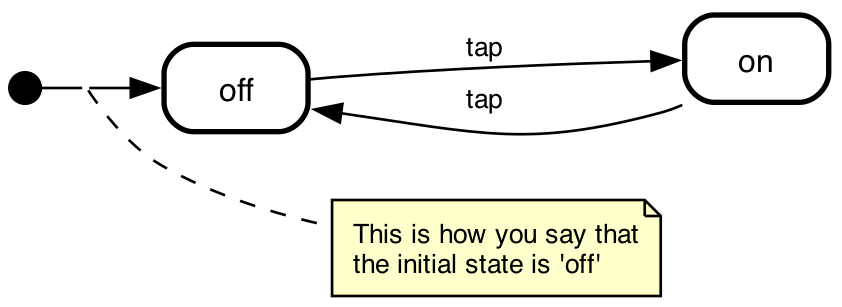 tap
off
on
tap
This is how you say that
the initial state is 'off'